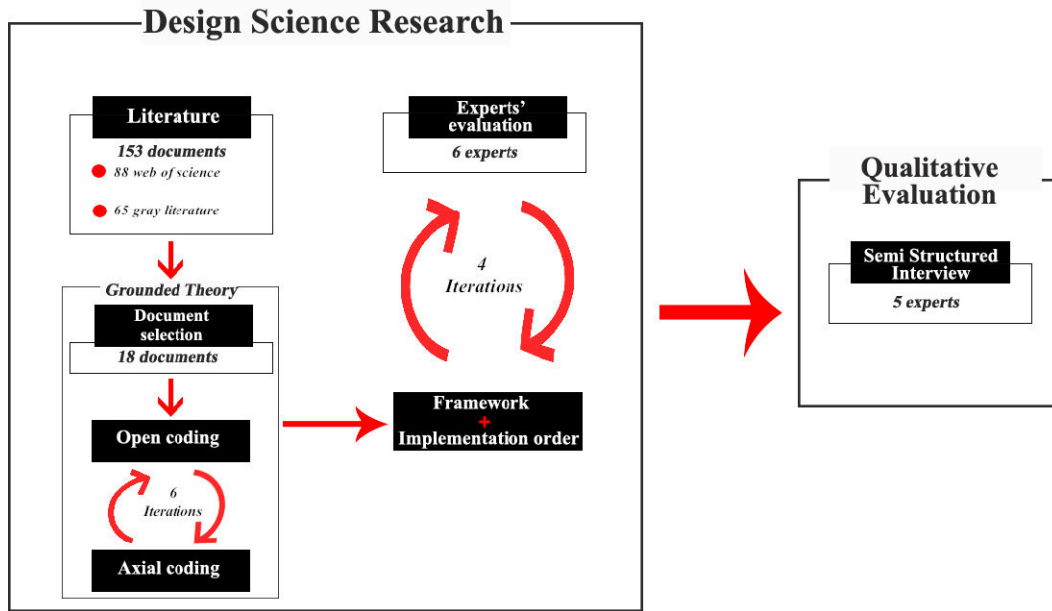 Design Science Research
Literature
153 documents
88 web of science
65 gray literature
Grounded Theory
Document
selection
18 documents
Open coding
6
Iterations
Axial coding
Experts'
evaluation
6 experts
4
Iterations
Framework
+
Implementation order
Qualitative
Evaluation
Semi Structured
Interview
5 experts